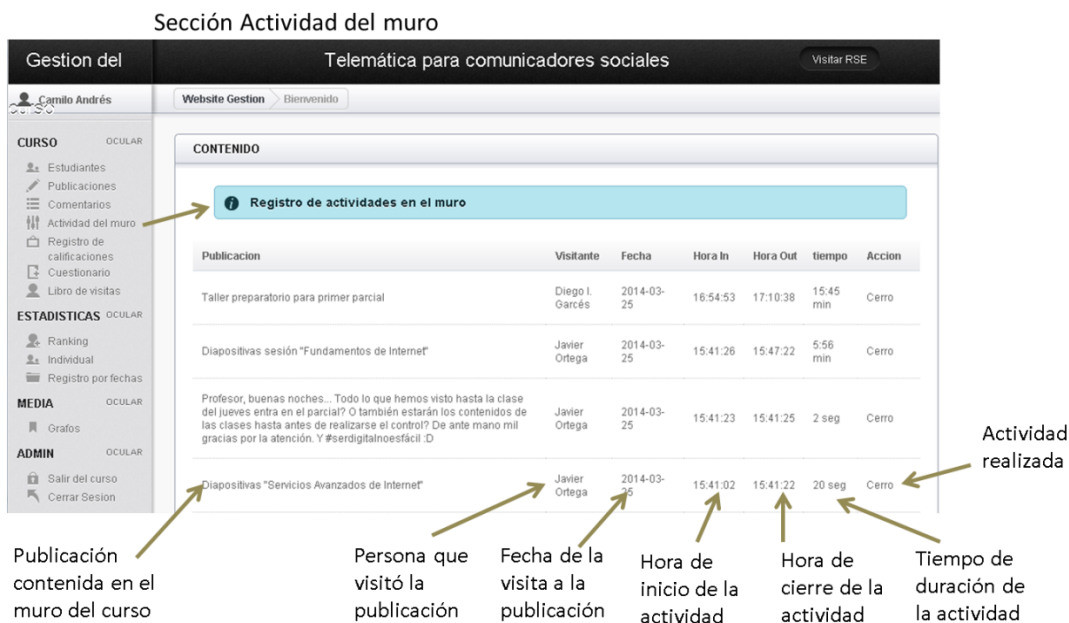 Sección Actividad del muro
Gestion del
Telemática para comunicadores sociales
Visitar RSE
Camilo Andrés
curso
Website Gestion
Bienvenido
CURSO
OCULAR
Estudiantes
Publicaciones
Comentarios
Actividad del muro
Registro de
calificaciones
Cuestionario
Libro de visitas
ESTADISTICAS OCULAR
Ranking
Individual
Registro por fechas
MEDIA
OCULAR
Grafos
ADMIN
OCULAR
Salir del curso
Cerrar Sesion
CONTENIDO
Registro de actividades en el muro
Publicacion Visitante Fecha Hora In Hora Out tiempo Accion
Taller preparatorio para primer parcial
Diego I.
Garcés
2014-03-
25
16:54:53
17:10:38
15:45
min
Cerro
Diapositivas sesión "Fundamentos de Internet"
Javier
Ortega
2014-03-
25
15:41:26
15:47:22
5:56
min
Cerro
Profesor, buenas noches... Todo lo que hemos visto hasta la clase
del jueves entra en el parcial? O también estarán los contenidos de
las clases hasta antes de realizarse el control? De ante mano mil
gracias por la atención. Y #serdigitalnoesfácil :D
Javier
Ortega
2014-03-
25
15:41:23
15:41:25
2 seg
Cerro
Diapositivas "Servicios Avanzados de Internet"
Javier
Ortega
2014-03-
25
15:41:02
15:41:22
20 seg
Cerro
Actividad
realizada
Publicación
contenida en el
muro del curso
Persona que
visitó la
publicación
Fecha de la
visita a la
publicación
Hora de
inicio de la
actividad
Hora de
cierre de la
actividad
Tiempo de
duración de
la actividad